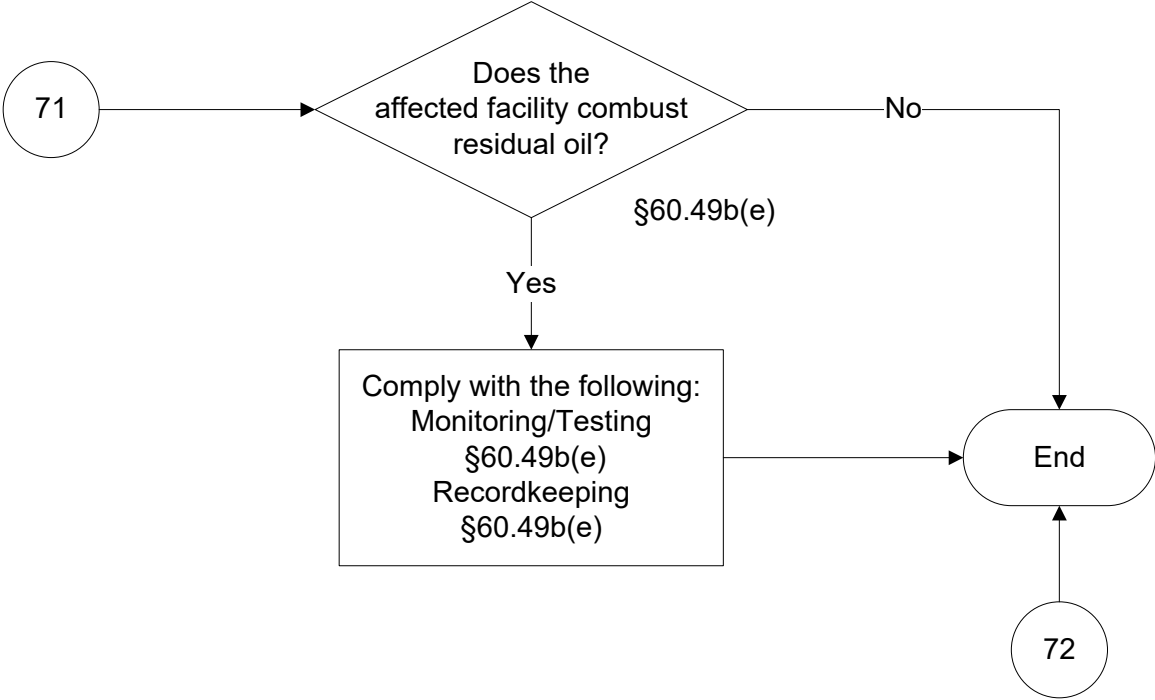 71
Does the
affected facility combust
residual oil?
No
§60.49b(e)
Yes
Comply with the following:
Monitoring/Testing
§60.49b(e)
Recordkeeping
§60.49b(e)
End
72